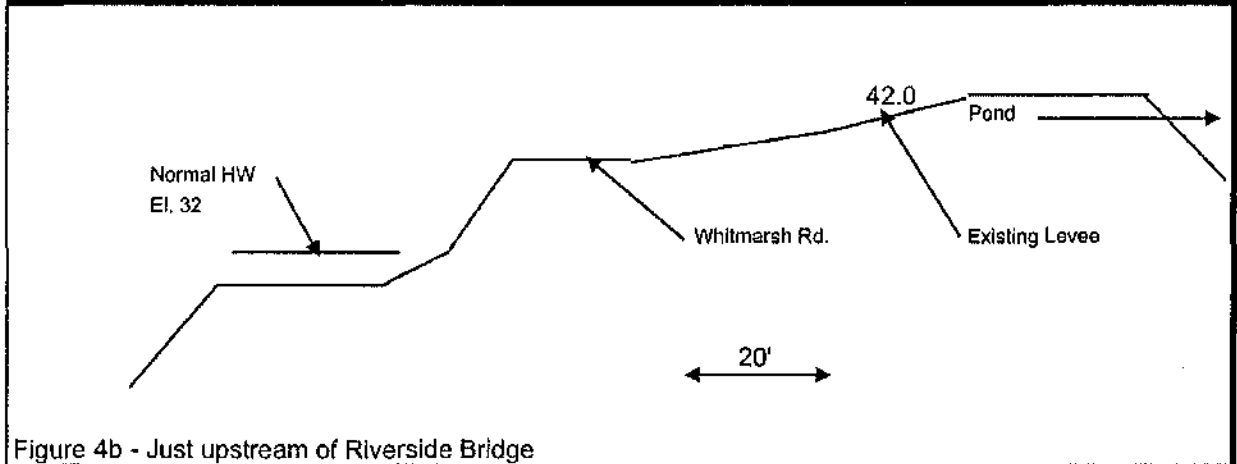 42.0
Pond
Normal HW
El. 32
Whitmarsh Rd.
Existing Levee
20'
Figure 4b - Just upstream of Riverside Bridge